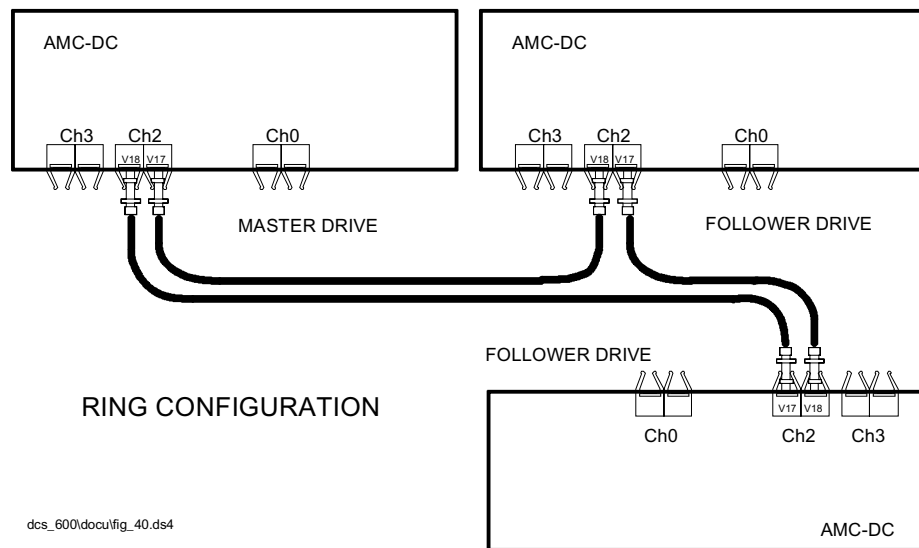 AMC-DC
AMC-DC
Ch3 Ch2 Ch0
Ch3 Ch2 Ch0
V18 V17
V18 V17
MASTER DRIVE
FOLLOWER DRIVE
FOLLOWER DRIVE
RING CONFIGURATION
V17 V18
Ch0 Ch2 Ch3
dcs_600\docu\fig_40.ds4
AMC-DC